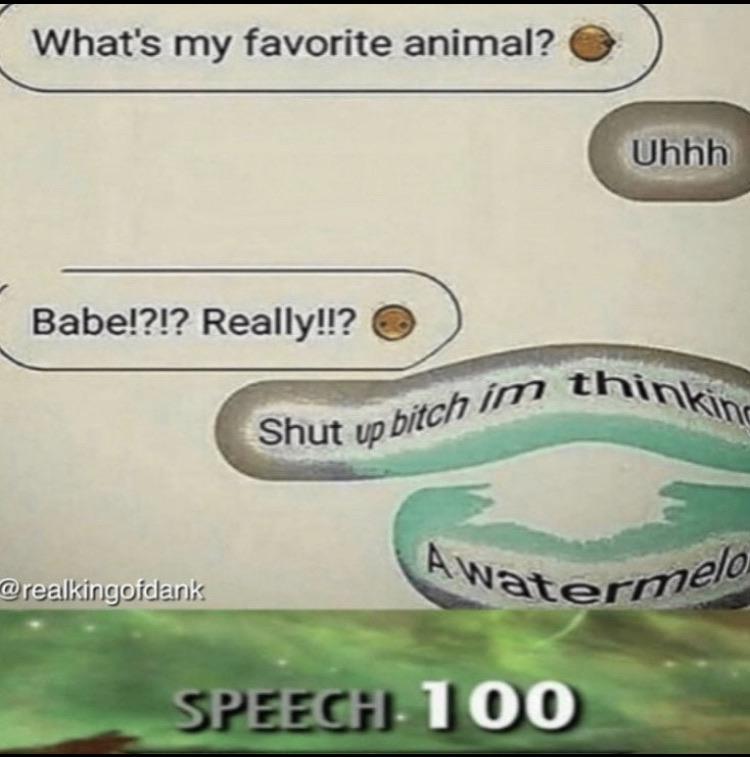 What's my favorite animal?
Uhhh
Babe!?!? Really!!?
Shut up bitch im thinkin
A watermelo
@realkingofdank
SPEECH 100